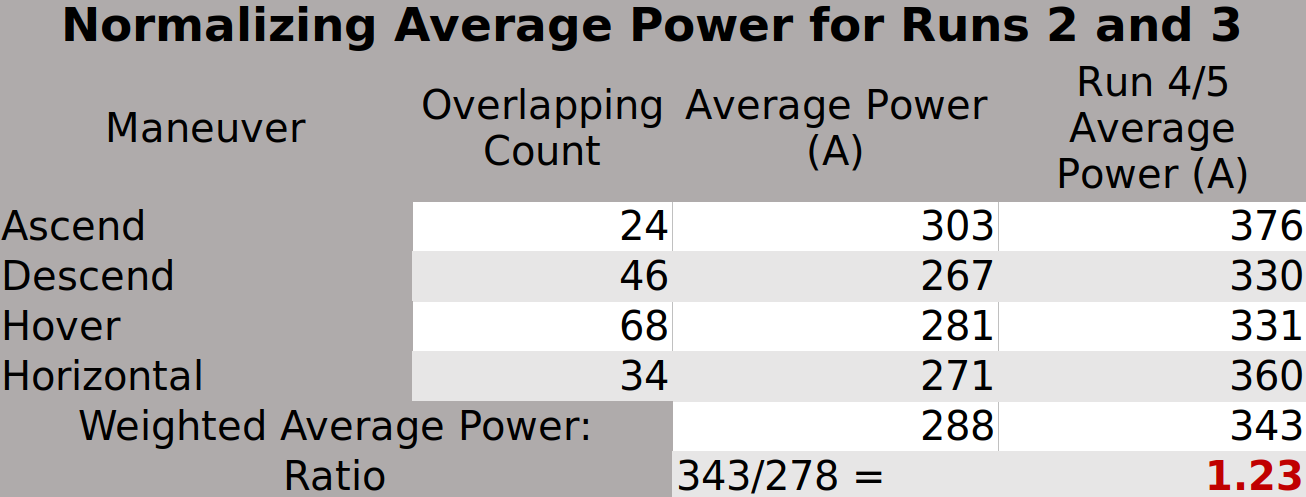 Normalizing Average Power for Runs 2 and 3
Maneuver Overlapping Count Average Power (A) Run 4/5 Average Power (A)
Ascend 24 303 376
Descend 46 267 330
Hover 68 281 331
Horizontal 34 271 360
Weighted Average Power: 288 343
Ratio 343/278 = 1.23